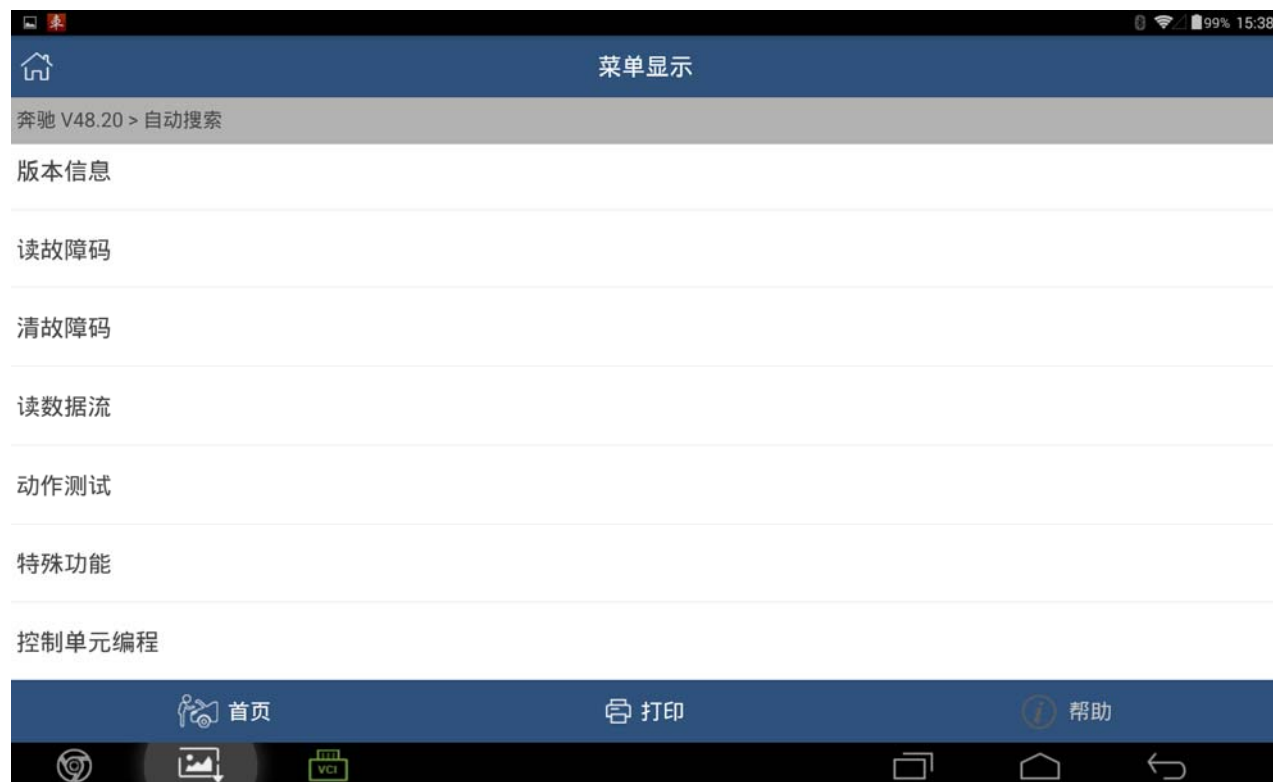 車 99% 15:38
菜单显示
奔驰 V48.20 > 自动搜索
版本信息
读故障码
清故障码
读数据流
动作测试
特殊功能
控制单元编程
首页 打印 i 帮助
VCI